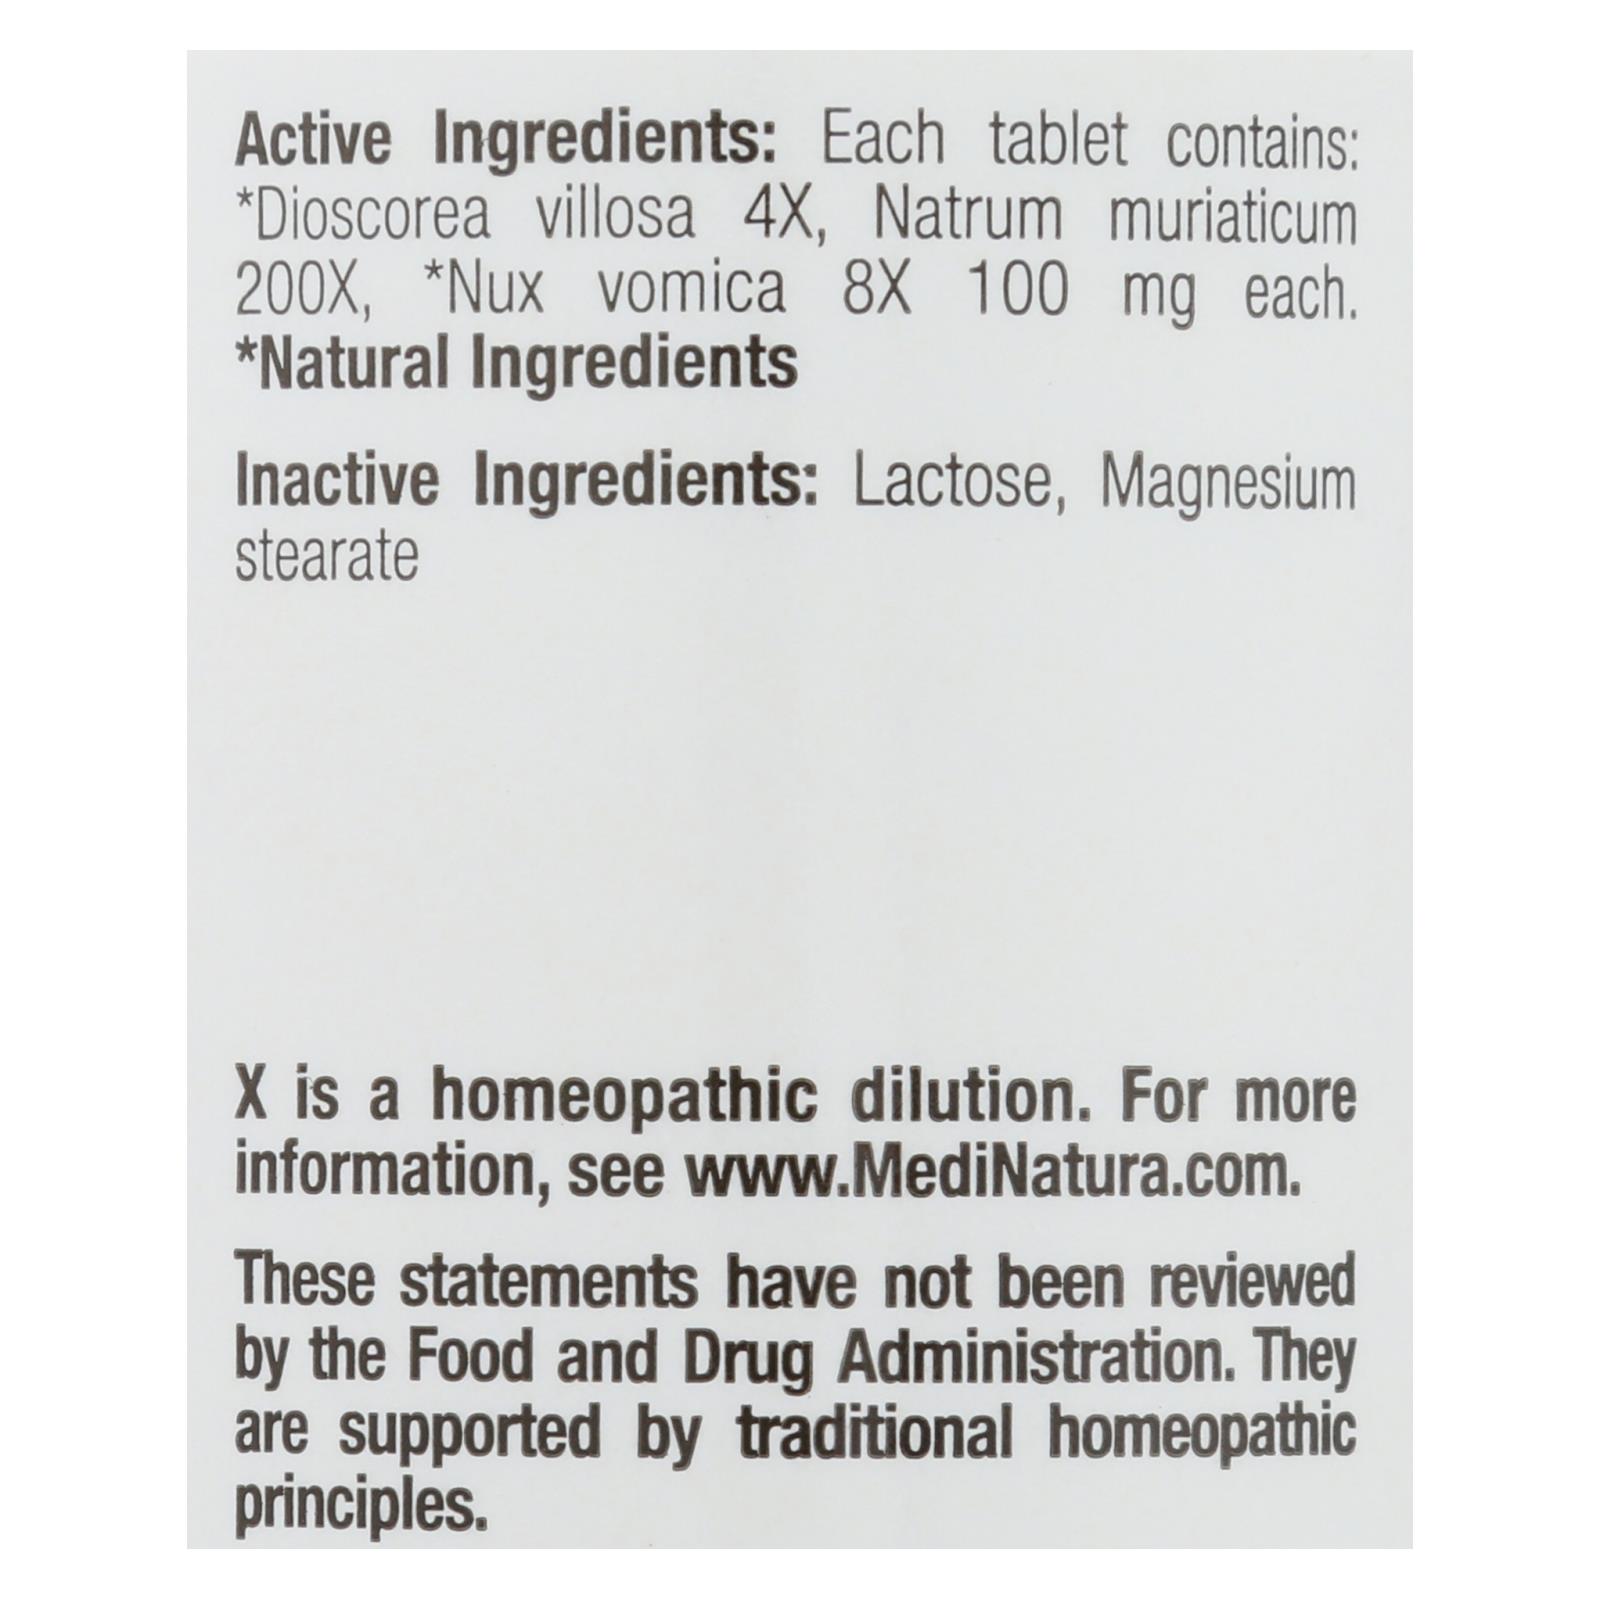 Active Ingredients: Each tablet contains:
*Dioscorea villosa 4X, Natrum muriaticum
200X, *Nux vomica 8X 100 mg each.
*Natural Ingredients
Inactive Ingredients: Lactose, Magnesium
stearate
X is a homeopathic dilution. For more
information, see www.MediNatura.com.
These statements have not been reviewed
by the Food and Drug Administration. They
are supported by traditional homeopathic
principles.